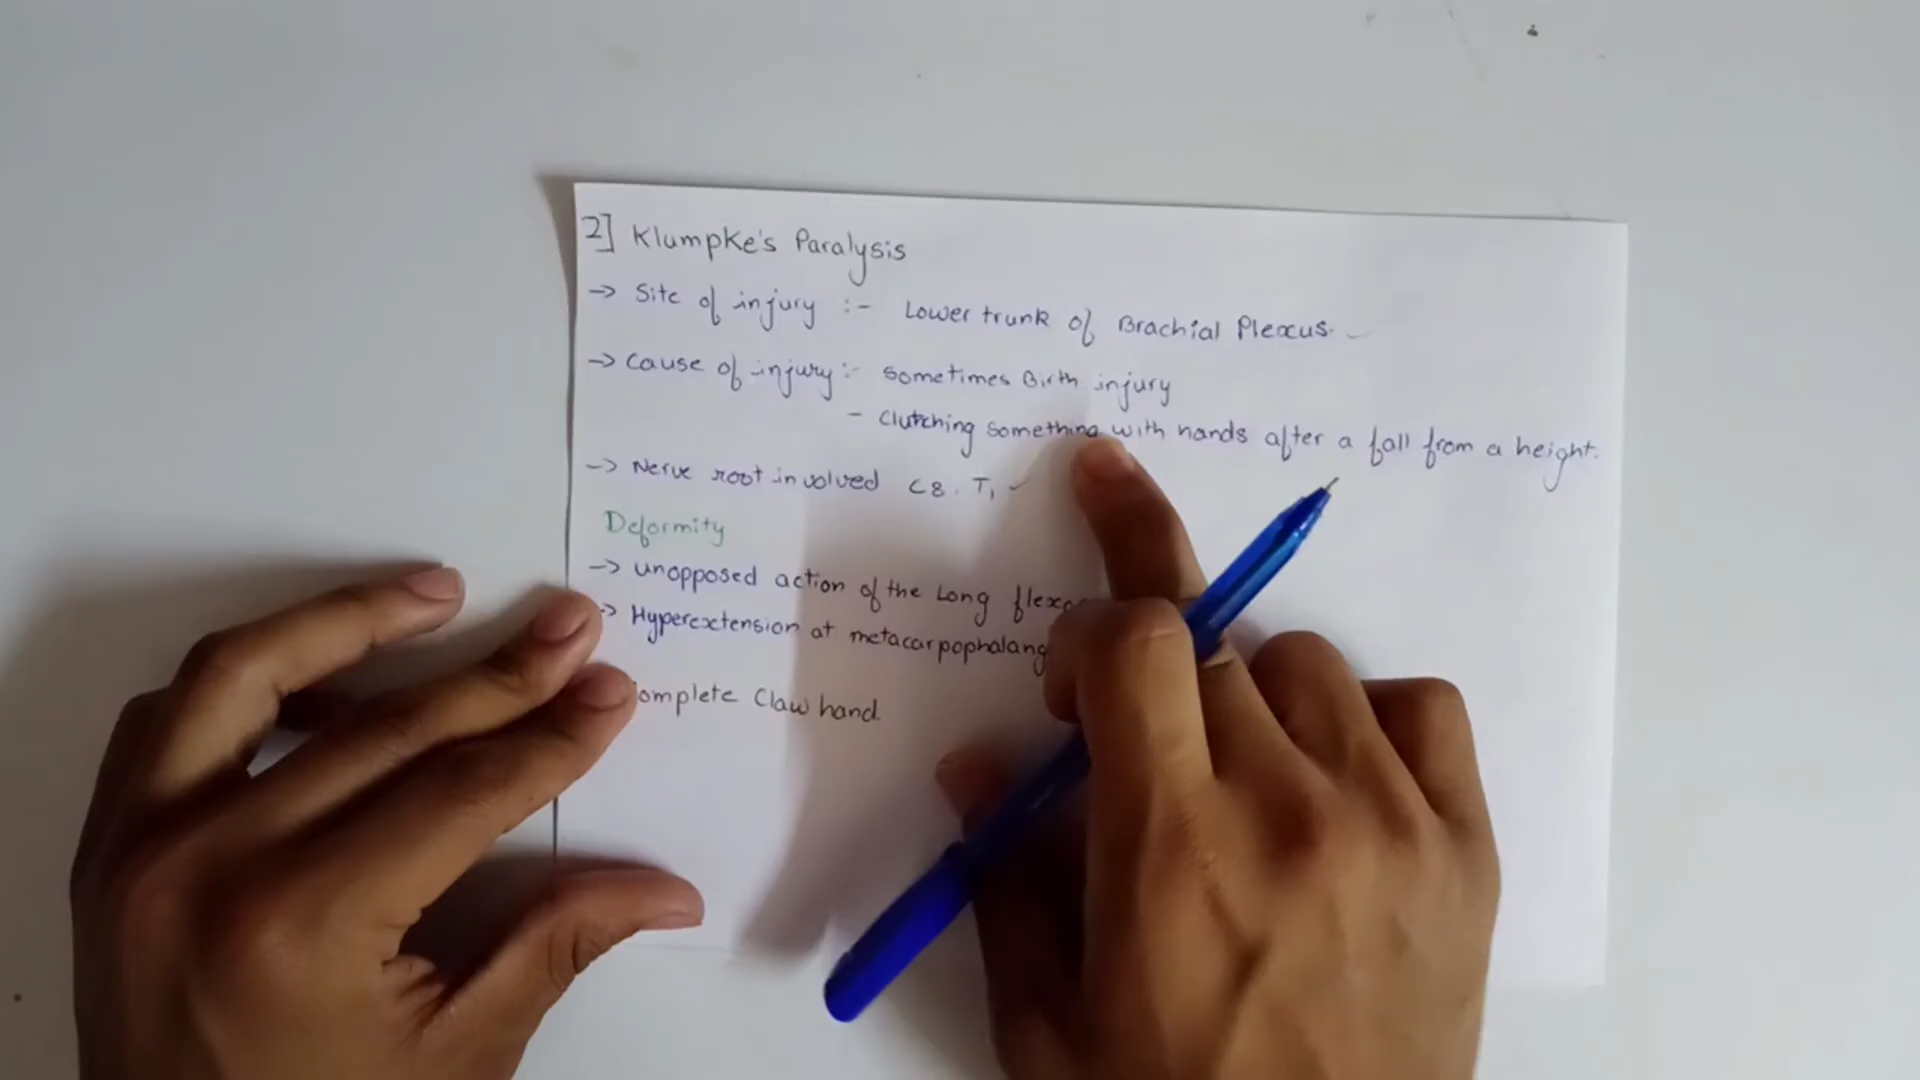 2] Klumpke's Paralysis
→ Site of injury :- Lower trunk of Brachial Plexus.
→ Cause of injury :- sometimes Birth injury
- Clutching something with hands after a fall from a height.
→ Nerve root involved C8, T1 ✓
Deformity
→ unopposed action of the Long
→ Hyperextension at
Claw hand.